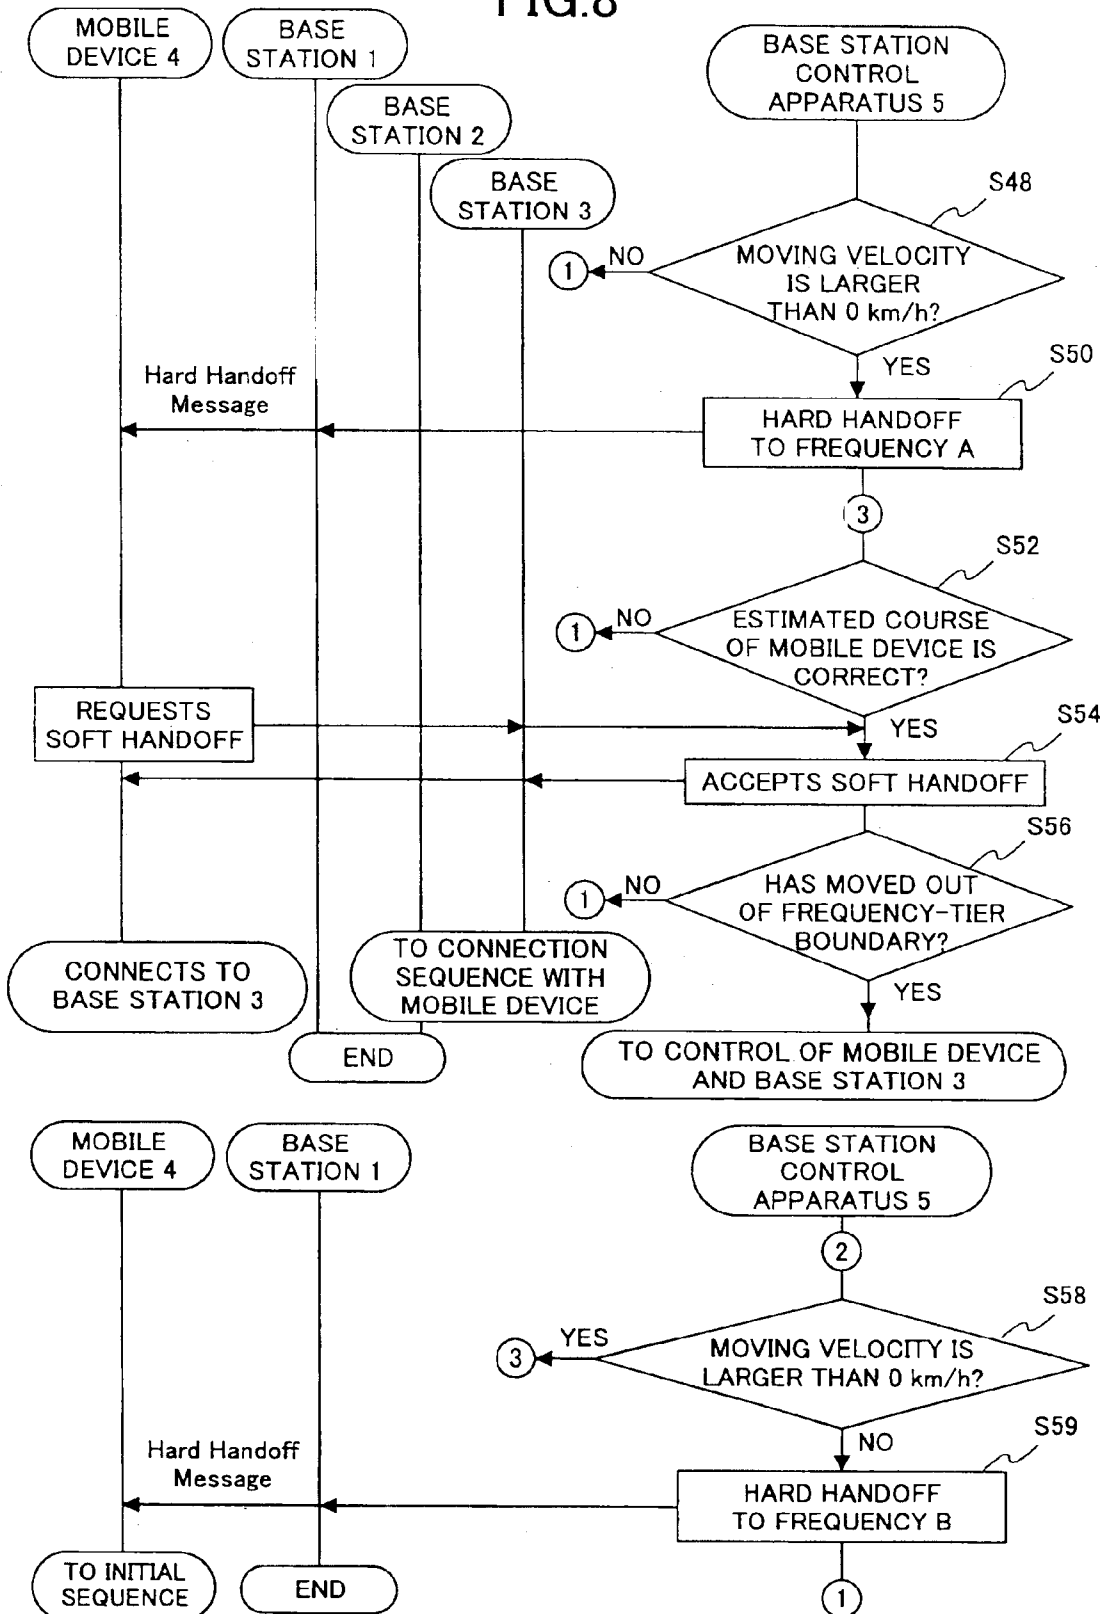 FIG.8
MOBILE
DEVICE 4
BASE
STATION 1
BASE
STATION 2
BASE
STATION 3
BASE STATION
CONTROL
APPARATUS 5
S48
MOVING VELOCITY
IS LARGER
THAN 0 km/h?
NO
1
YES
S50
HARD HANDOFF
TO FREQUENCY A
Hard Handoff
Message
3
S52
ESTIMATED COURSE
OF MOBILE DEVICE IS
CORRECT?
NO
1
YES
REQUESTS
SOFT HANDOFF
S54
ACCEPTS SOFT HANDOFF
S56
HAS MOVED OUT
OF FREQUENCY-TIER
BOUNDARY?
NO
1
YES
CONNECTS TO
BASE STATION 3
TO CONNECTION
SEQUENCE WITH
MOBILE DEVICE
END
TO CONTROL OF MOBILE DEVICE
AND BASE STATION 3
MOBILE
DEVICE 4
BASE
STATION 1
BASE STATION
CONTROL
APPARATUS 5
2
S58
MOVING VELOCITY IS
LARGER THAN 0 km/h?
YES
3
NO
S59
HARD HANDOFF
TO FREQUENCY B
Hard Handoff
Message
TO INITIAL
SEQUENCE
END
1